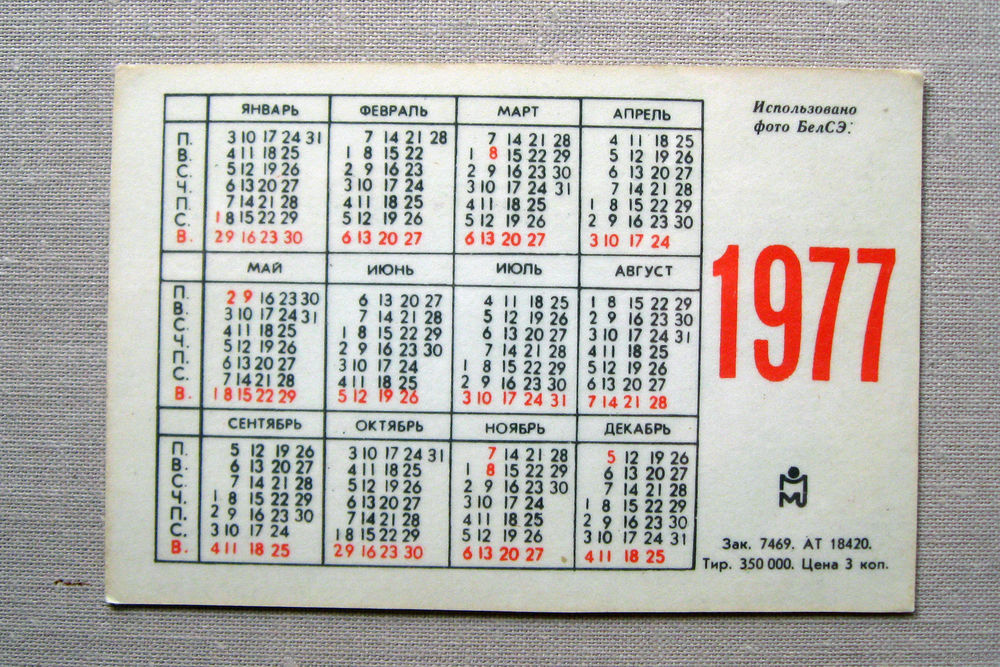 ЯНВАРЬ ФЕВРАЛЬ МАРТ АПРЕЛЬ
П. 3 10 17 24 31 7 14 21 28 7 14 21 28 4 11 18 25
В. 4 11 18 25 1 8 15 22 1 8 15 22 29 5 12 19 26
С. 5 12 19 26 2 9 16 23 2 9 16 23 30 6 13 20 27
Ч. 6 13 20 27 3 10 17 24 3 10 17 24 31 7 14 21 28
П. 7 14 21 28 4 11 18 25 4 11 18 25 1 8 15 22 29
С. 1 8 15 22 29 5 12 19 26 5 12 19 26 2 9 16 23 30
В. 2 9 16 23 30 6 13 20 27 6 13 20 27 3 10 17 24
МАЙ ИЮНЬ ИЮЛЬ АВГУСТ
П. 2 9 16 23 30 6 13 20 27 4 11 18 25 1 8 15 22 29
В. 3 10 17 24 31 7 14 21 28 5 12 19 26 2 9 16 23 30
С. 4 11 18 25 1 8 15 22 29 6 13 20 27 3 10 17 24 31
Ч. 5 12 19 26 2 9 16 23 30 7 14 21 28 4 11 18 25
П. 6 13 20 27 3 10 17 24 1 8 15 22 29 5 12 19 26
С. 7 14 21 28 4 11 18 25 2 9 16 23 30 6 13 20 27
В. 1 8 15 22 29 5 12 19 26 3 10 17 24 31 7 14 21 28
СЕНТЯБРЬ ОКТЯБРЬ НОЯБРЬ ДЕКАБРЬ
П. 5 12 19 26 3 10 17 24 31 7 14 21 28 5 12 19 26
В. 6 13 20 27 4 11 18 25 1 8 15 22 29 6 13 20 27
С. 7 14 21 28 5 12 19 26 2 9 16 23 30 7 14 21 28
Ч. 1 8 15 22 29 6 13 20 27 3 10 17 24 1 8 15 22 29
П. 2 9 16 23 30 7 14 21 28 4 11 18 25 2 9 16 23 30
С. 3 10 17 24 1 8 15 22 29 5 12 19 26 3 10 17 24 31
В. 4 11 18 25 2 9 16 23 30 6 13 20 27 4 11 18 25
Использовано
фото БелСЭ.
1977
Зак. 7469. АТ 18420.
Тир. 350 000. Цена 3 коп.